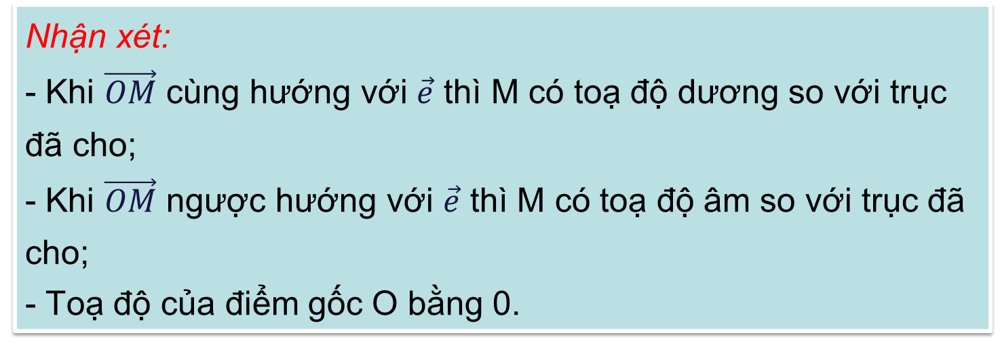 Nhận xét:
- Khi $\overrightarrow{OM}$ cùng hướng với $\vec{e}$ thì M có toạ độ dương so với trục
đã cho;
- Khi $\overrightarrow{OM}$ ngược hướng với $\vec{e}$ thì M có toạ độ âm so với trục đã
cho;
- Toạ độ của điểm gốc O bằng 0.